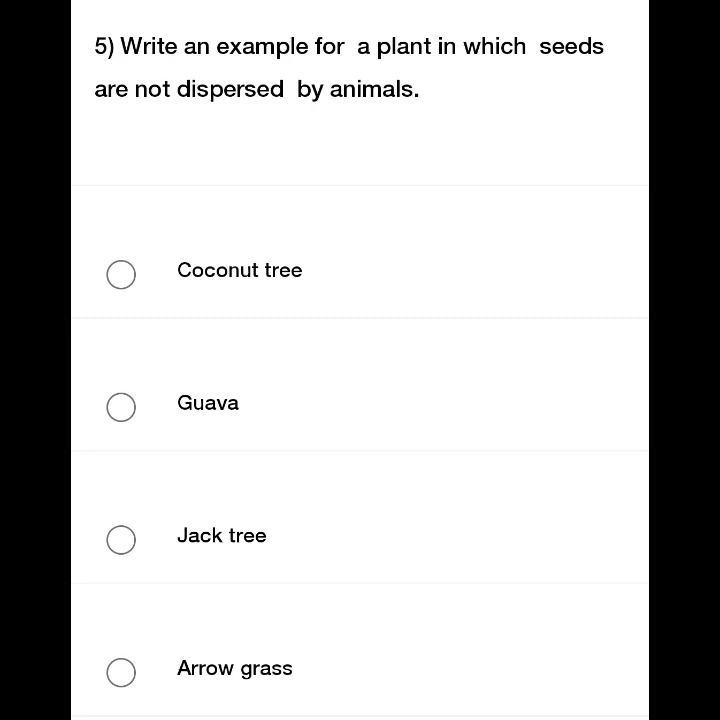 5) Write an example for  a plant in which  seeds
are not dispersed  by animals.
Coconut tree
Guava
Jack tree
Arrow grass